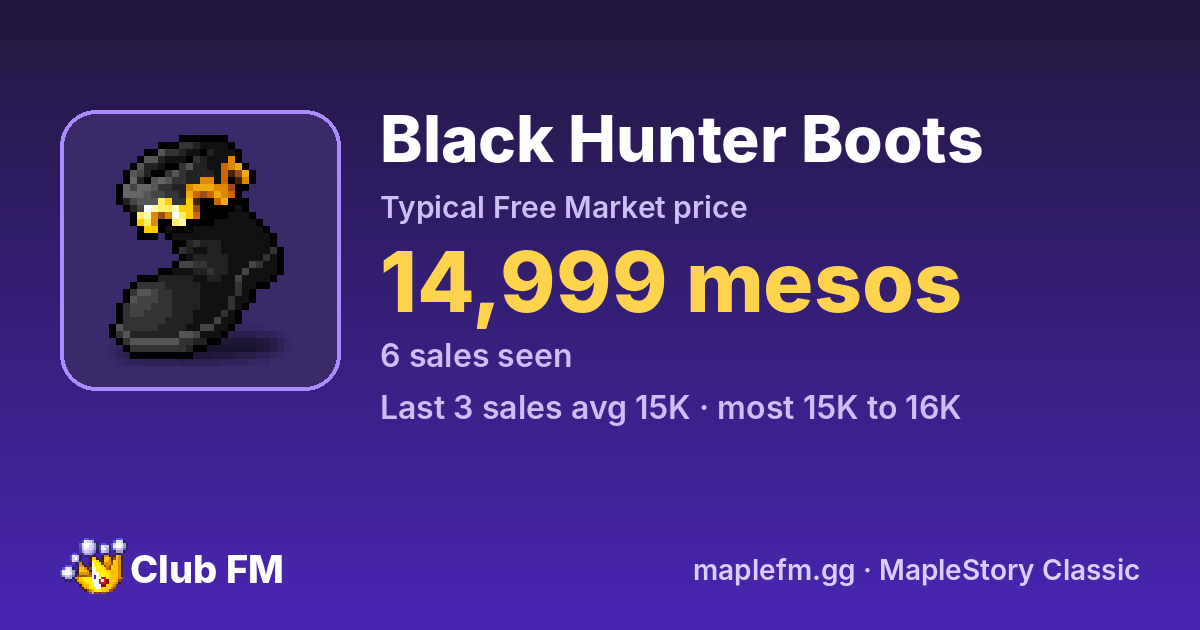 Black Hunter Boots
Typical Free Market price
14,999 mesos
6 sales seen
Last 3 sales avg 15K · most 15K to 16K
Club FM
maplefm.gg · MapleStory Classic